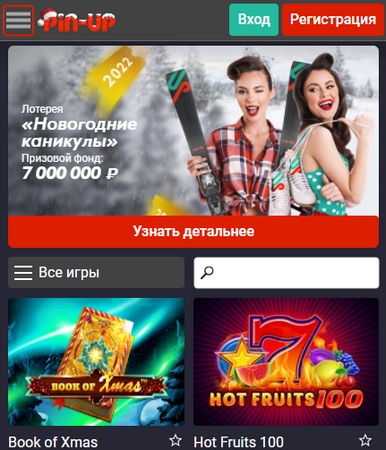 PiN-UP
Вход
Регистрация
2022
Лотерея
«Новогодние
каникулы»
Призовой фонд:
7 000 000 ₽
Узнать детальнее
Все игры
BOOK OF Xmas
7
HOT FRUITS 100
Book of Xmas
Hot Fruits 100